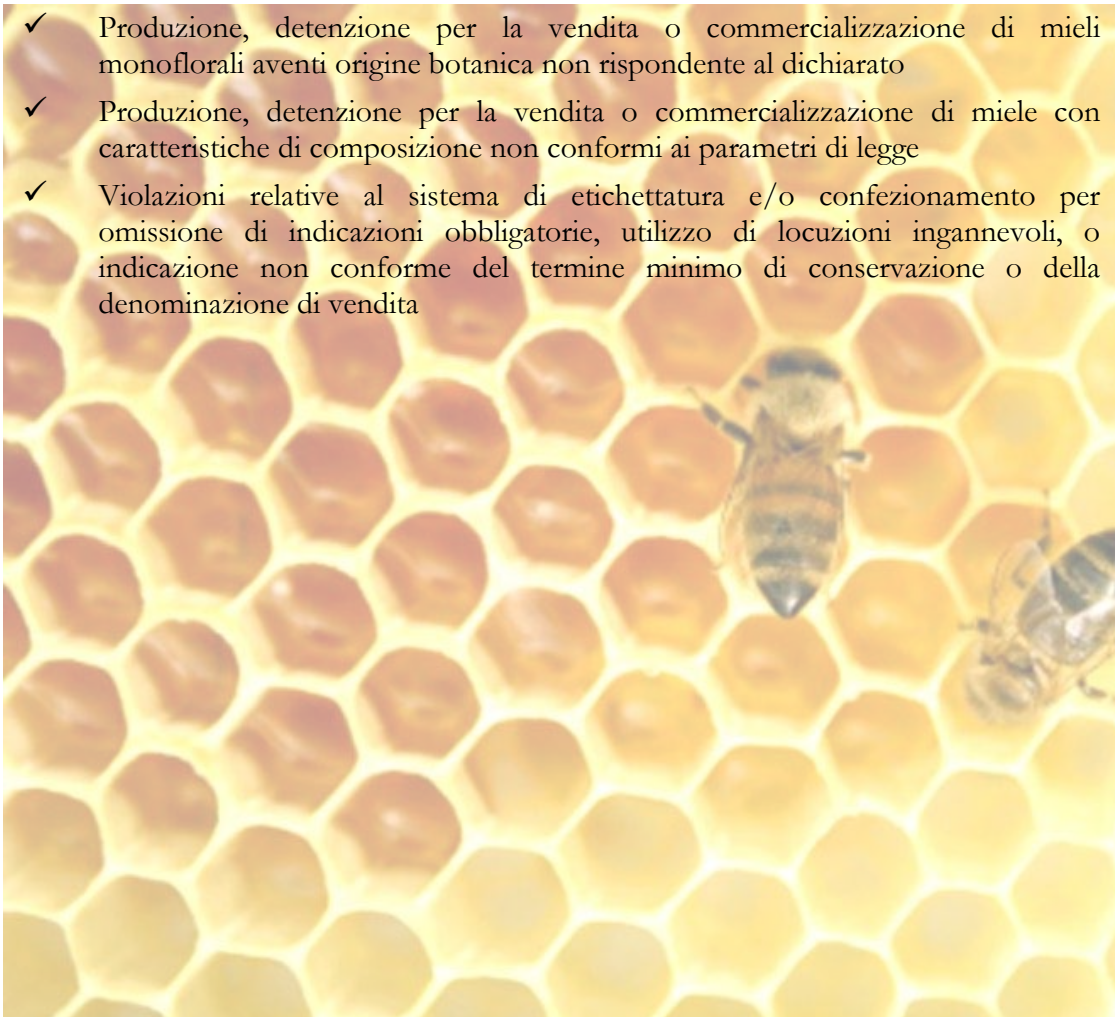 ✓ Produzione, detenzione per la vendita o commercializzazione di mieli
monoflorali aventi origine botanica non rispondente al dichiarato
✓ Produzione, detenzione per la vendita o commercializzazione di miele con
caratteristiche di composizione non conformi ai parametri di legge
✓ Violazioni relative al sistema di etichettatura e/o confezionamento per
omissione di indicazioni obbligatorie, utilizzo di locuzioni ingannevoli, o
indicazione non conforme del termine minimo di conservazione o della
denominazione di vendita